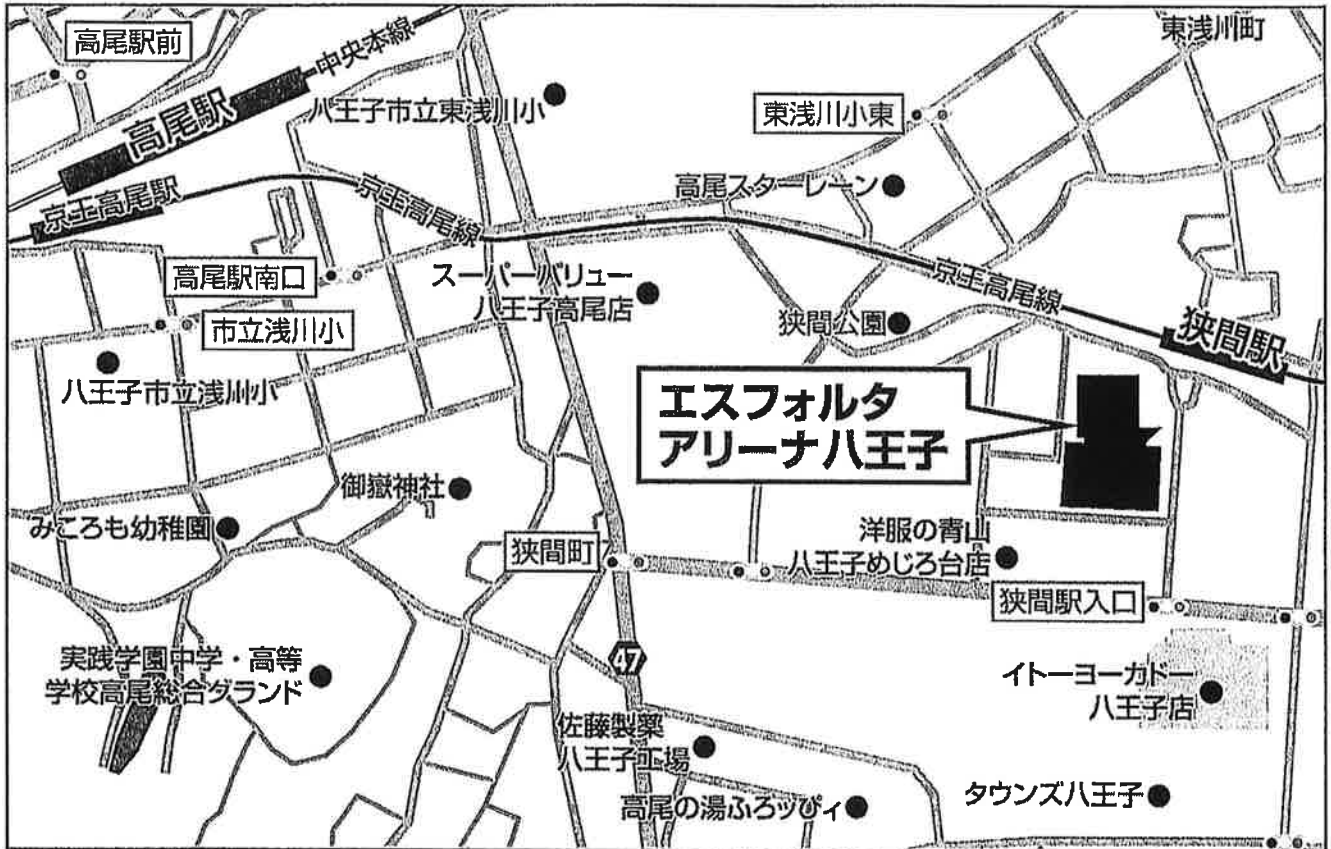 高尾駅前
中央本線
東浅川町
高尾駅
八王子市立東浅川小
東浅川小東
高尾スターレーン
京王高尾駅
京王高尾線
高尾駅南口
スーパーバリュー
八王子高尾店
京王高尾線
狭間公園
狭間駅
市立浅川小
八王子市立浅川小
エスフォルタ
アリーナ八王子
御嶽神社
みころも幼稚園
狭間町
洋服の青山
八王子めじろ台店
狭間駅入口
47
実践学園中学・高等
学校高尾総合グランド
イトーヨーカドー
八王子店
佐藤製薬
八王子工場
高尾の湯ふろッぴィ
タウンズ八王子